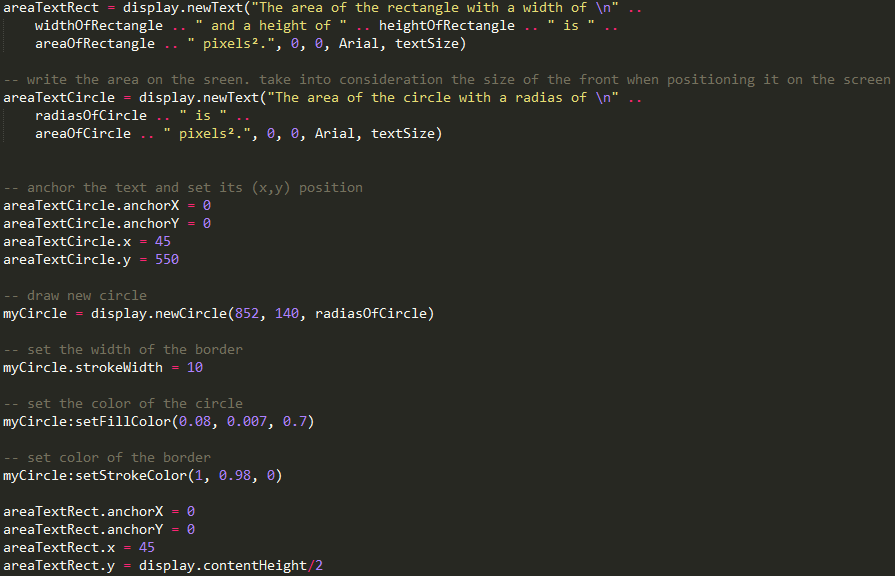 areaTextRect = display.newText("The area of the rectangle with a width of \n" ..
widthOfRectangle .. " and a height of " .. heightOfRectangle .. " is " ..
areaOfRectangle .. " pixels².", 0, 0, Arial, textSize)
-- write the area on the sreen. take into consideration the size of the front when positioning it on the screen
areaTextCircle = display.newText("The area of the circle with a radias of \n" ..
radiasOfCircle .. " is " ..
areaOfCircle .. " pixels².", 0, 0, Arial, textSize)
-- anchor the text and set its (x,y) position
areaTextCircle.anchorX = 0
areaTextCircle.anchorY = 0
areaTextCircle.x = 45
areaTextCircle.y = 550
-- draw new circle
myCircle = display.newCircle(852, 140, radiasOfCircle)
-- set the width of the border
myCircle.strokeWidth = 10
-- set the color of the circle
myCircle:setFillColor(0.08, 0.007, 0.7)
-- set color of the border
myCircle:setStrokeColor(1, 0.98, 0)
areaTextRect.anchorX = 0
areaTextRect.anchorY = 0
areaTextRect.x = 45
areaTextRect.y = display.contentHeight/2